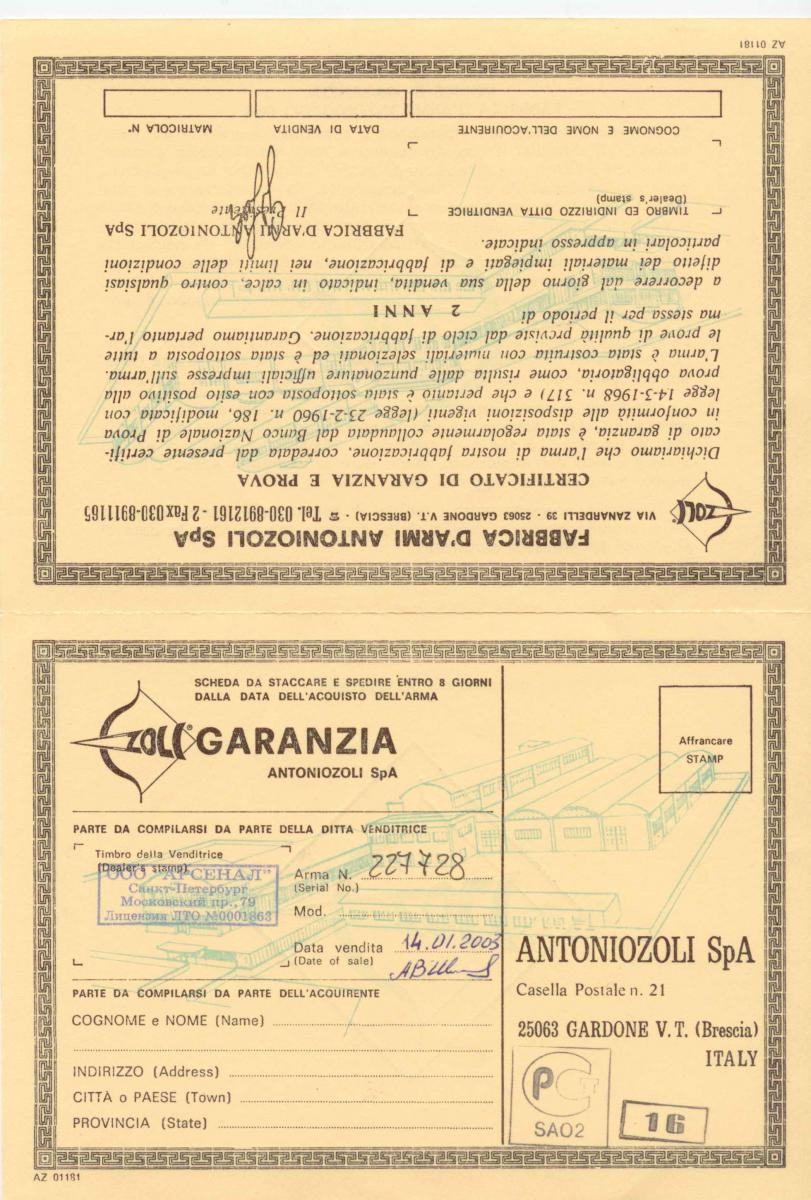 AZ 01181
FABBRICA D'ARMI ANTONIOZOLI SpA
ZOLI
VIA ZANARDELLI 39 - 25063 GARDONE V.T. (BRESCIA) - ☎ Tel. 030-8912161 - 2 Fax 030-8911165
CERTIFICATO DI GARANZIA E PROVA
Dichiariamo che l'arma di nostra fabbricazione, corredata dal presente certifi-
cato di garanzia, è stata regolarmente collaudata dal Banco Nazionale di Prova
in conformità alle disposizioni vigenti (legge 23-2-1960 n. 186, modificata con
legge 14-3-1968 n. 317) e che pertanto è stata sottoposta con esito positivo alla
prova obbligatoria, come risulta dalle punzonature ufficiali impresse sull'arma.
L'arma è stata costruita con materiali selezionati ed è stata sottoposta a tutte
le prove di qualità previste dal ciclo di fabbricazione. Garantiamo pertanto l'ar-
ma stessa per il periodo di 2 ANNI
a decorrere dal giorno della sua vendita, indicato in calce, contro qualsiasi
difetto dei materiali impiegati e di fabbricazione, nei limiti delle condizioni
particolari in appresso indicate.
FABBRICA D'ARMI ANTONIOZOLI SpA
TIMBRO ED INDIRIZZO DITTA VENDITRICE
(Dealer's stamp)
Il Presidente
COGNOME E NOME DELL'ACQUIRENTE
DATA DI VENDITA
MATRICOLA N°
SCHEDA DA STACCARE E SPEDIRE ENTRO 8 GIORNI
DALLA DATA DELL'ACQUISTO DELL'ARMA
ZOLI® GARANZIA
ANTONIOZOLI SpA
PARTE DA COMPILARSI DA PARTE DELLA DITTA VENDITRICE
Timbro della Venditrice
(Dealer's stamp)
ООО "АРСЕНАЛ"
Санкт-Петербург
Московский пр., 79
Лицензия ЛТО №0001863
Arma N. 227728
(Serial No.)
Mod.
Data vendita 14.01.2003
(Date of sale)
PARTE DA COMPILARSI DA PARTE DELL'ACQUIRENTE
COGNOME e NOME (Name)
INDIRIZZO (Address)
CITTÀ o PAESE (Town)
PROVINCIA (State)
Affrancare
STAMP
ANTONIOZOLI SpA
Casella Postale n. 21
25063 GARDONE V.T. (Brescia)
ITALY
РСТ
SA02
16
AZ 01181